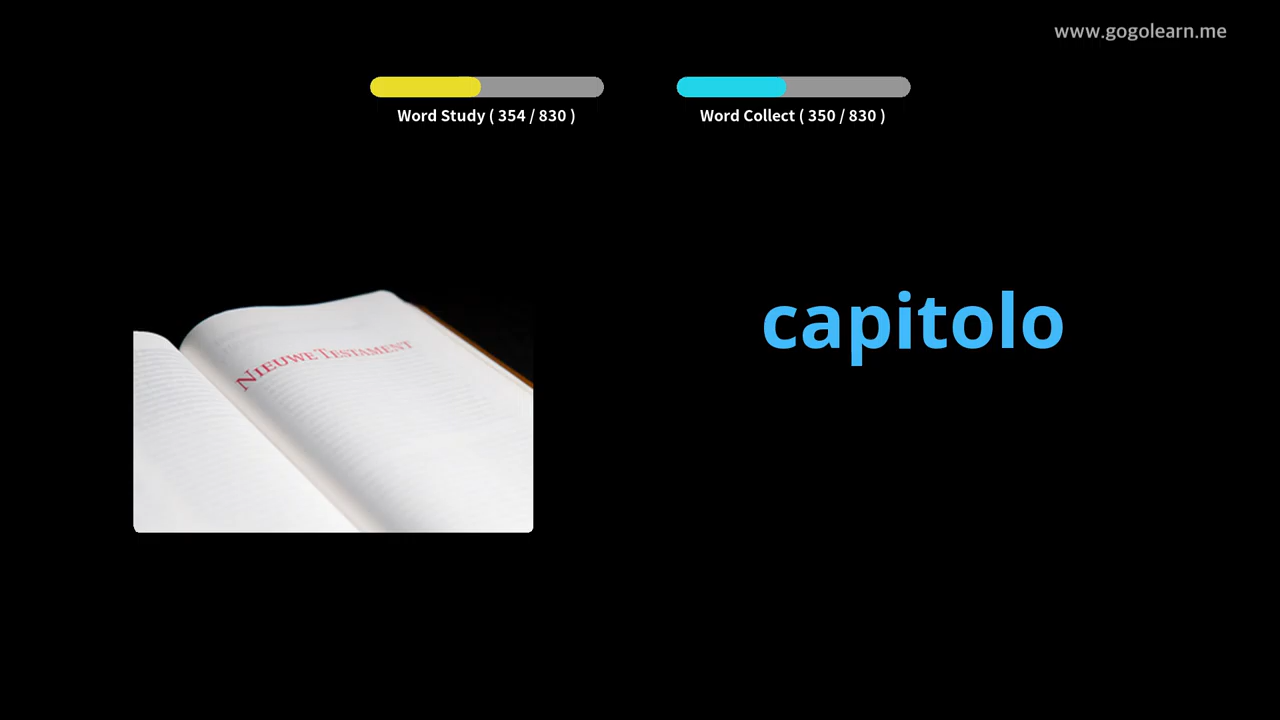 www.gogolearn.me
Word Study ( 354 / 830 )
Word Collect ( 350 / 830 )
capitolo
NIEUWE TESTAMENT